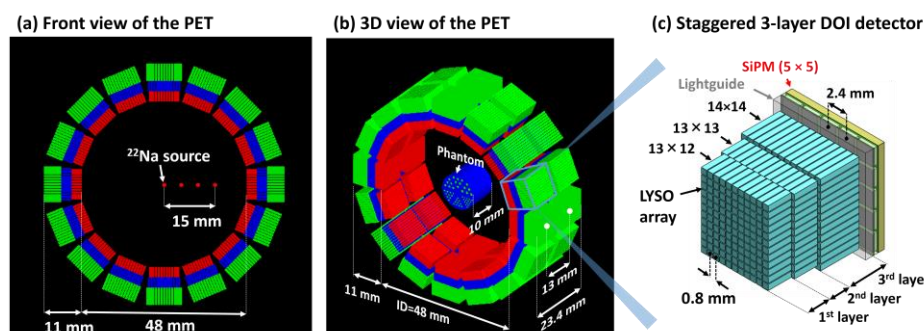 (a) Front view of the PET
²²Na source
15 mm
11 mm
48 mm
(b) 3D view of the PET
Phantom
10 mm
11 mm
ID=48 mm
13 mm
23.4 mm
(c) Staggered 3-layer DOI detector
SiPM (5 × 5)
Lightguide
2.4 mm
14×14
13 × 13
13 × 12
LYSO
array
0.8 mm
3rd layer
2nd layer
1st layer